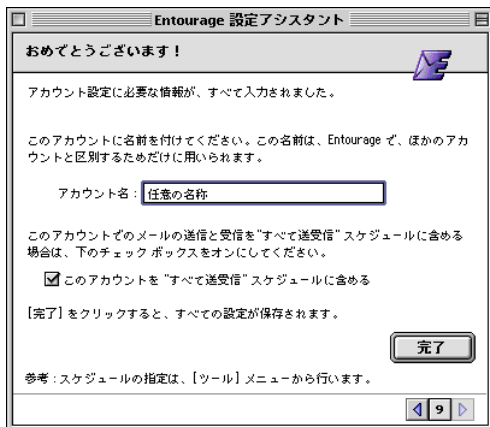 Entourage 設定アシスタント
おめでとうございます！
アカウント設定に必要な情報が、すべて入力されました。
このアカウントに名前を付けてください。この名前は、Entourage で、ほかのアカ
ウントと区別するためだけに用いられます。
アカウント名：任意の名称
このアカウントでのメールの送信と受信を"すべて送受信" スケジュールに含める
場合は、下のチェック ボックスをオンにしてください。
このアカウントを "すべて送受信" スケジュールに含める
[完了] をクリックすると、すべての設定が保存されます。
完了
参考：スケジュールの指定は、[ツール] メニューから行います。
9